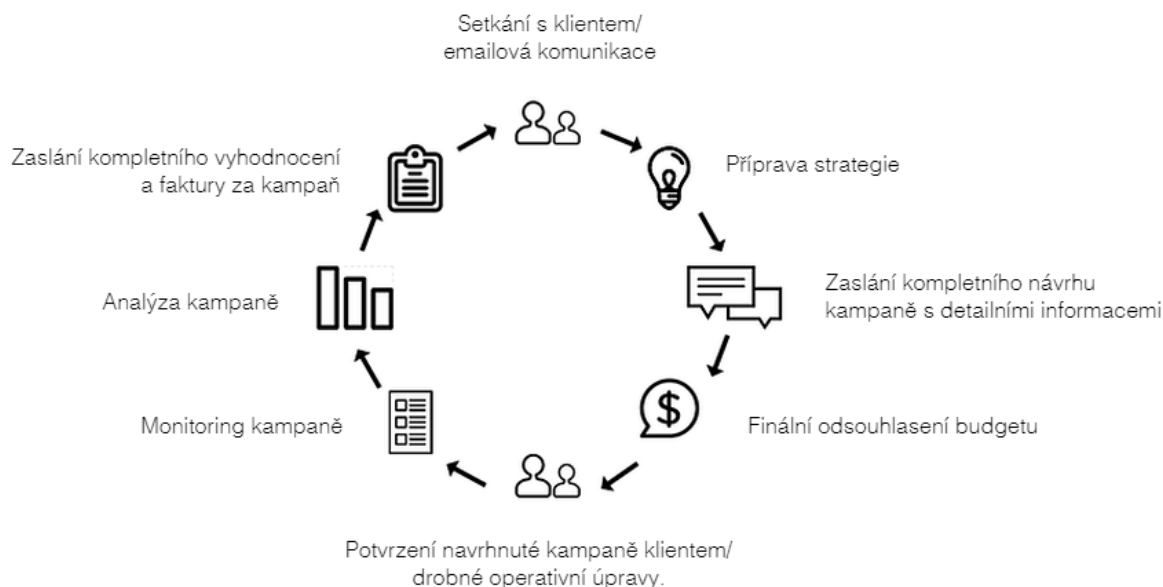 Setkání s klientem/
emailová komunikace
Příprava strategie
Zaslání kompletního návrhu
kampaně s detailními informacemi
$
Finální odsouhlasení budgetu
Potvrzení navrhnuté kampaně klientem/
drobné operativní úpravy.
Monitoring kampaně
Analýza kampaně
Zaslání kompletního vyhodnocení
a faktury za kampaň